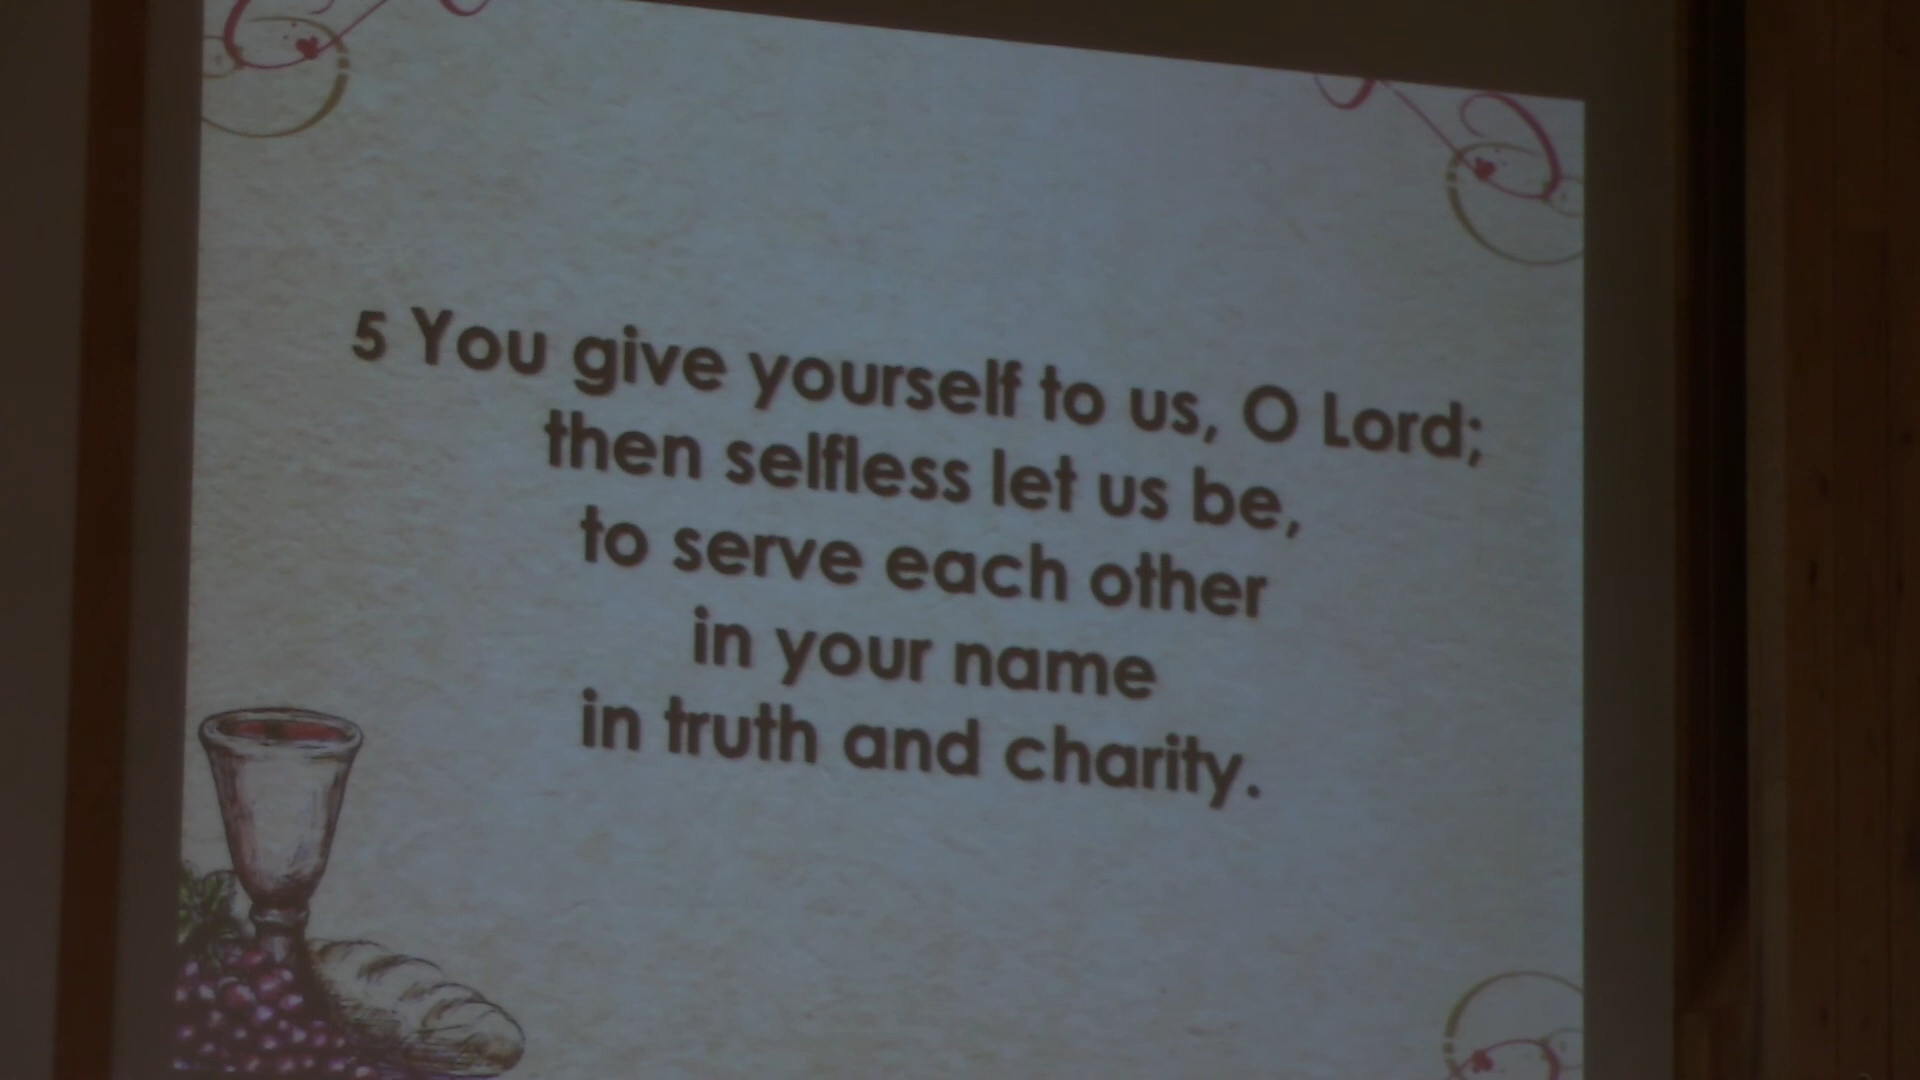 5 You give yourself to us, O Lord;
then selfless let us be,
to serve each other
in your name
in truth and charity.